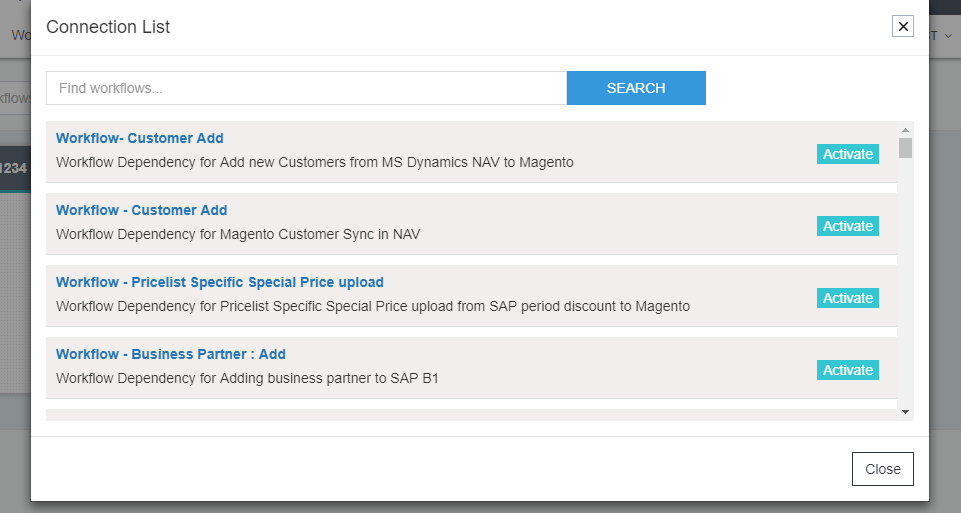 Connection List
Wo
T
Find workflows...
SEARCH
kflows
Workflow- Customer Add
Workflow Dependency for Add new Customers from MS Dynamics NAV to Magento
Activate
1234
Workflow - Customer Add
Workflow Dependency for Magento Customer Sync in NAV
Activate
Workflow - Pricelist Specific Special Price upload
Workflow Dependency for Pricelist Specific Special Price upload from SAP period discount to Magento
Activate
Workflow - Business Partner : Add
Workflow Dependency for Adding business partner to SAP B1
Activate
Close